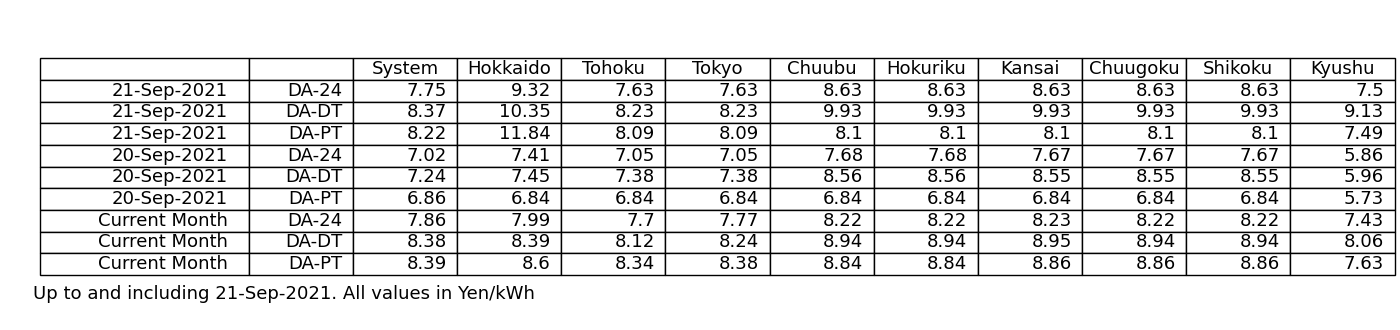 System Hokkaido Tohoku Tokyo Chuubu Hokuriku Kansai Chuugoku Shikoku Kyushu
21-Sep-2021 DA-24 7.75 9.32 7.63 7.63 8.63 8.63 8.63 8.63 8.63 7.5
21-Sep-2021 DA-DT 8.37 10.35 8.23 8.23 9.93 9.93 9.93 9.93 9.93 9.13
21-Sep-2021 DA-PT 8.22 11.84 8.09 8.09 8.1 8.1 8.1 8.1 8.1 7.49
20-Sep-2021 DA-24 7.02 7.41 7.05 7.05 7.68 7.68 7.67 7.67 7.67 5.86
20-Sep-2021 DA-DT 7.24 7.45 7.38 7.38 8.56 8.56 8.55 8.55 8.55 5.96
20-Sep-2021 DA-PT 6.86 6.84 6.84 6.84 6.84 6.84 6.84 6.84 6.84 5.73
Current Month DA-24 7.86 7.99 7.7 7.77 8.22 8.22 8.23 8.22 8.22 7.43
Current Month DA-DT 8.38 8.39 8.12 8.24 8.94 8.94 8.95 8.94 8.94 8.06
Current Month DA-PT 8.39 8.6 8.34 8.38 8.84 8.84 8.86 8.86 8.86 7.63
Up to and including 21-Sep-2021. All values in Yen/kWh